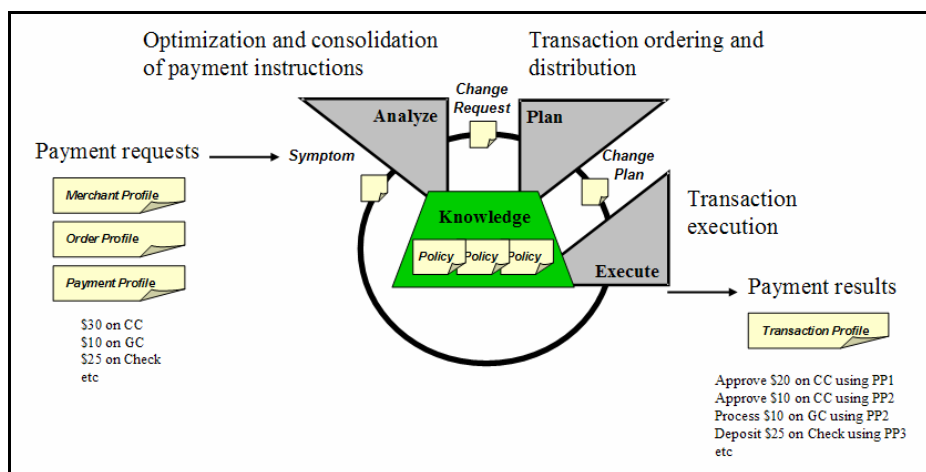 Optimization and consolidation
of payment instructions
Transaction ordering and
distribution
Change
Request
Analyze
Plan
Payment requests
Symptom
Change
Plan
Merchant Profile
Order Profile
Payment Profile
$30 on CC
$10 on GC
$25 on Check
etc
Knowledge
Policy
Policy
Policy
Transaction
execution
Execute
Payment results
Transaction Profile
Approve $20 on CC using PP1
Approve $10 on CC using PP2
Process $10 on GC using PP2
Deposit $25 on Check using PP3
etc